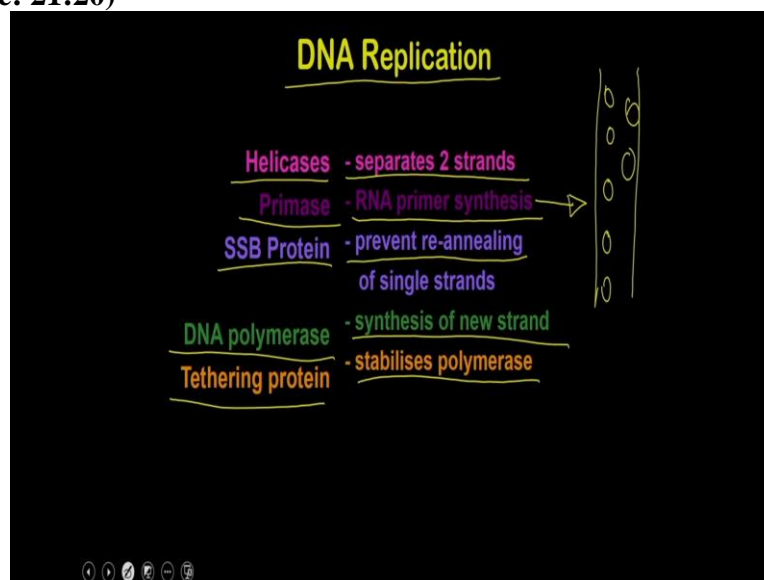 c. 21:20)
DNA Replication
Helicases - separates 2 strands
Primase - RNA primer synthesis
SSB Protein - prevent re-annealing
of single strands
DNA polymerase - synthesis of new strand
Tethering protein - stabilises polymerase